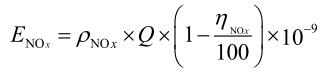 E_{NOx} = ρ_{NOx} × Q × (1 − η_{NOx}/100) × 10^{−9}